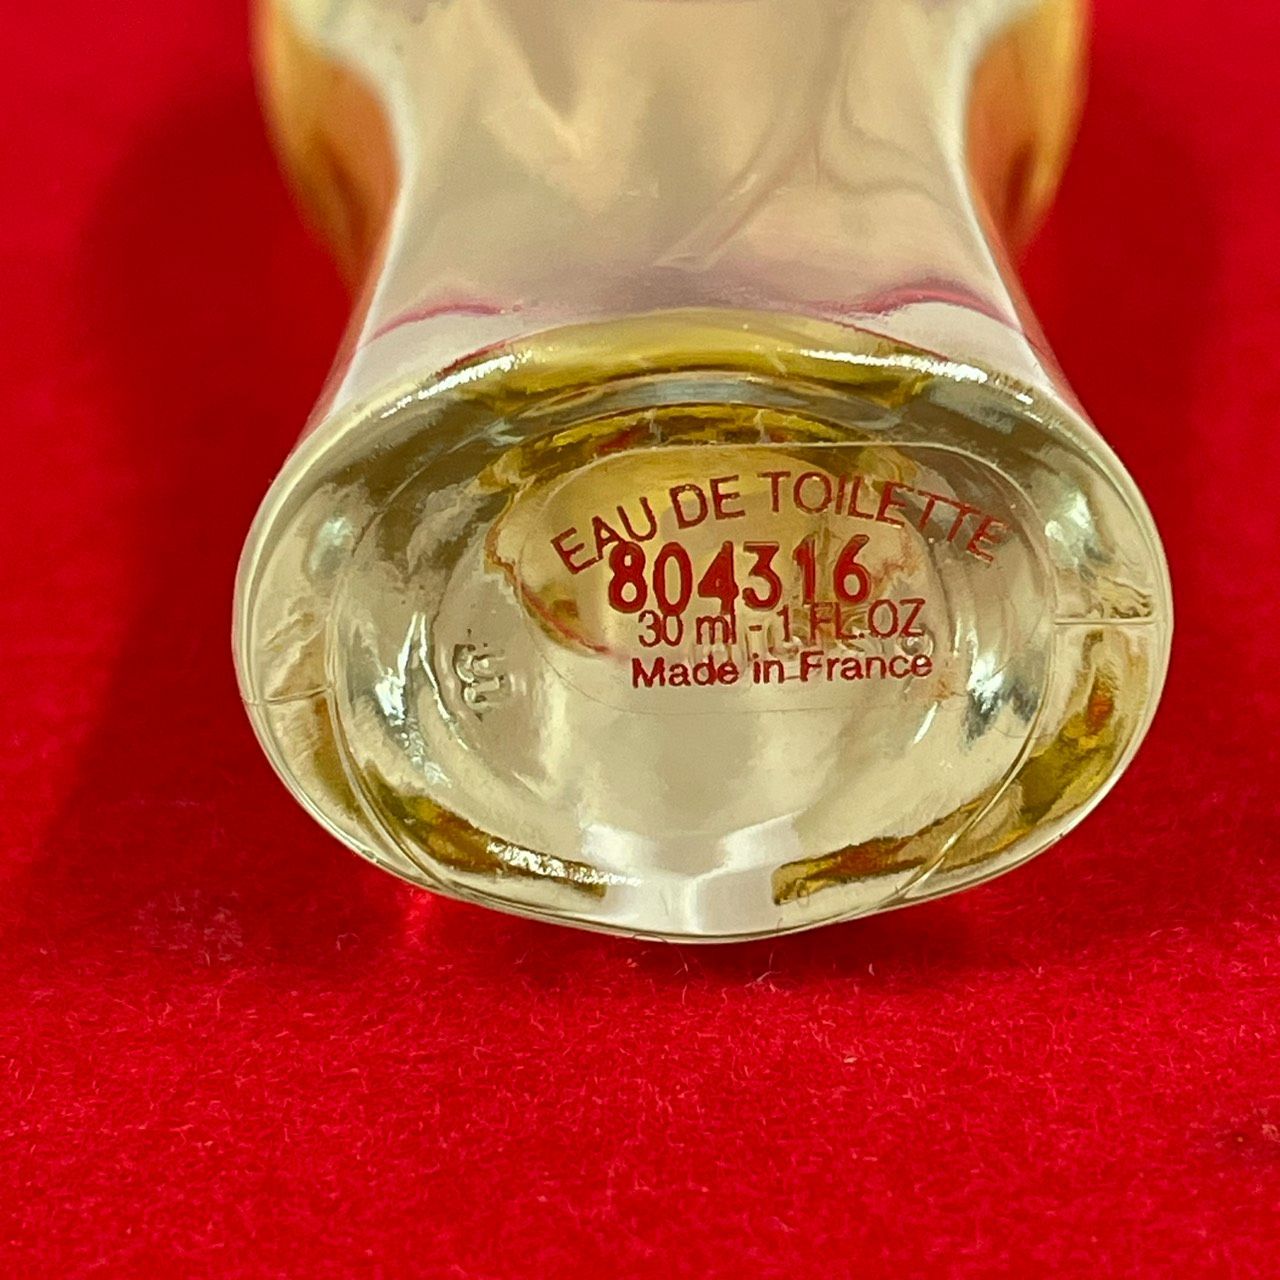 EAU DE TOILETTE
804316
30 ml - 1 FL.OZ
Made in France